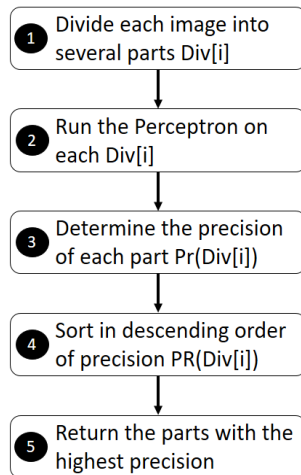 1 Divide each image into
several parts Div[i]
2 Run the Perceptron on
each Div[i]
3 Determine the precision
of each part Pr(Div[i])
4 Sort in descending order
of precision PR(Div[i])
5 Return the parts with the
highest precision